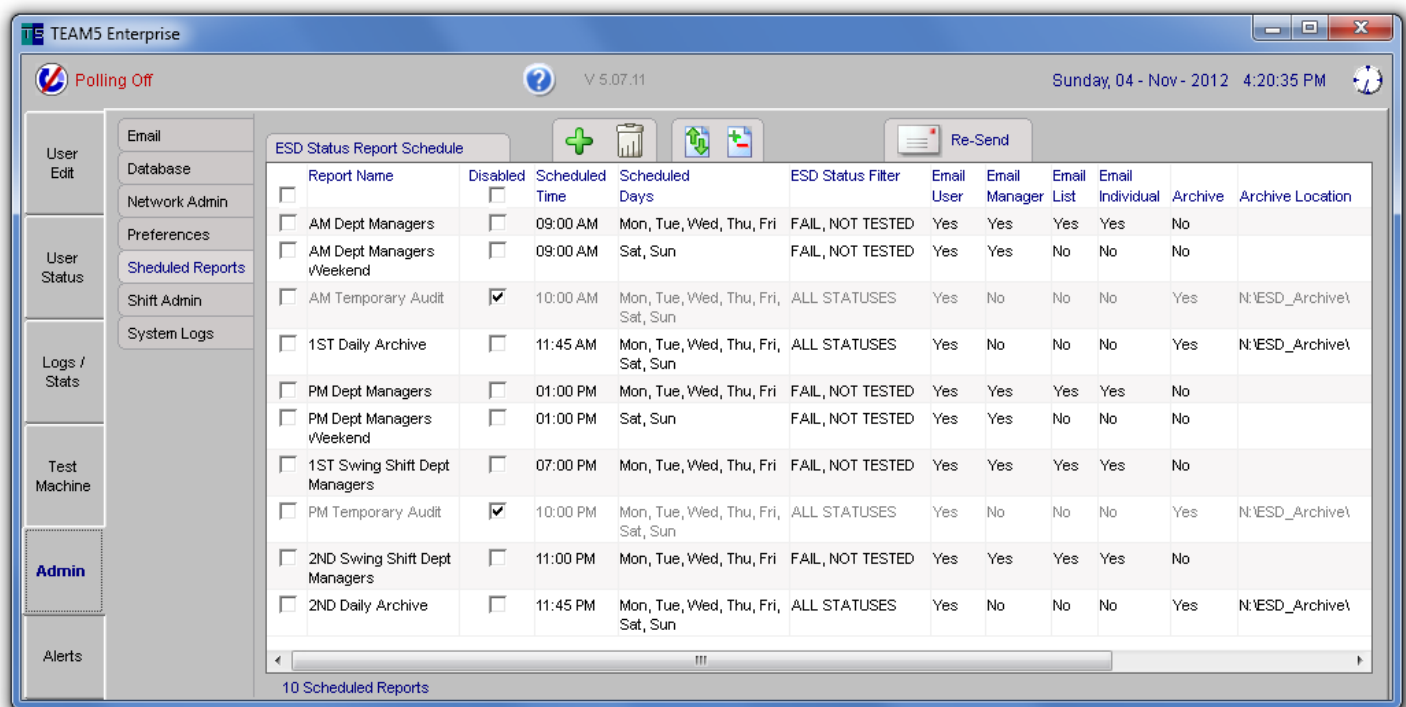 TS TEAM5 Enterprise
Polling Off
? V 5.07.11
Sunday, 04 - Nov - 2012 4:20:35 PM
User
Edit
User
Status
Logs /
Stats
Test
Machine
Admin
Alerts
Email
Database
Network Admin
Preferences
Sheduled Reports
Shift Admin
System Logs
ESD Status Report Schedule
Re-Send
Report Name Disabled Scheduled Scheduled ESD Status Filter Email Email Email Email
Time Days User Manager List Individual Archive Archive Location
AM Dept Managers 09:00 AM Mon, Tue, Wed, Thu, Fri FAIL, NOT TESTED Yes Yes Yes Yes No
AM Dept Managers 09:00 AM Sat, Sun FAIL, NOT TESTED Yes Yes No No No
Weekend
AM Temporary Audit 10:00 AM Mon, Tue, Wed, Thu, Fri, ALL STATUSES Yes No No No Yes N:\ESD_Archive\
Sat, Sun
1ST Daily Archive 11:45 AM Mon, Tue, Wed, Thu, Fri, ALL STATUSES Yes No No No Yes N:\ESD_Archive\
Sat, Sun
PM Dept Managers 01:00 PM Mon, Tue, Wed, Thu, Fri FAIL, NOT TESTED Yes Yes Yes Yes No
PM Dept Managers 01:00 PM Sat, Sun FAIL, NOT TESTED Yes Yes No No No
Weekend
1ST Swing Shift Dept 07:00 PM Mon, Tue, Wed, Thu, Fri FAIL, NOT TESTED Yes Yes Yes Yes No
Managers
PM Temporary Audit 10:00 PM Mon, Tue, Wed, Thu, Fri, ALL STATUSES Yes No No No Yes N:\ESD_Archive\
Sat, Sun
2ND Swing Shift Dept 11:00 PM Mon, Tue, Wed, Thu, Fri FAIL, NOT TESTED Yes Yes Yes Yes No
Managers
2ND Daily Archive 11:45 PM Mon, Tue, Wed, Thu, Fri, ALL STATUSES Yes No No No Yes N:\ESD_Archive\
Sat, Sun
10 Scheduled Reports